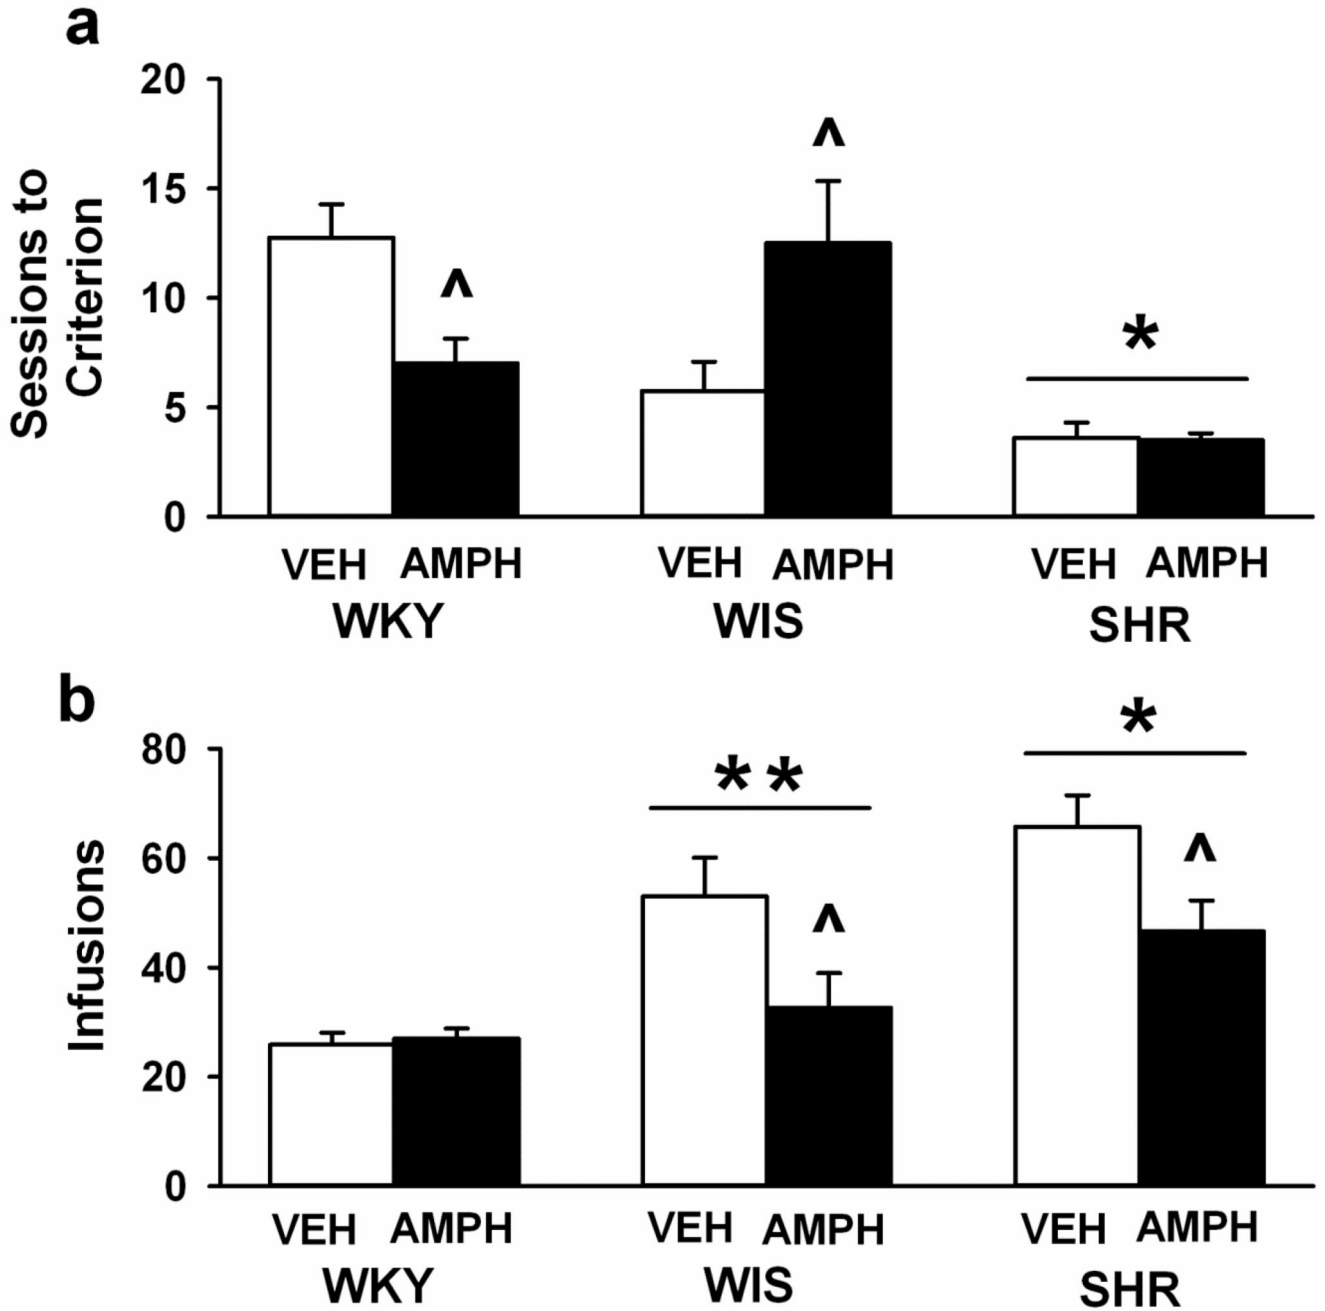 a
Sessions to
Criterion
20
15
10
5
0
^
^
*
VEH AMPH VEH AMPH VEH AMPH
WKY WIS SHR
b
Infusions
80
60
40
20
0
**
^
*
^
VEH AMPH VEH AMPH VEH AMPH
WKY WIS SHR